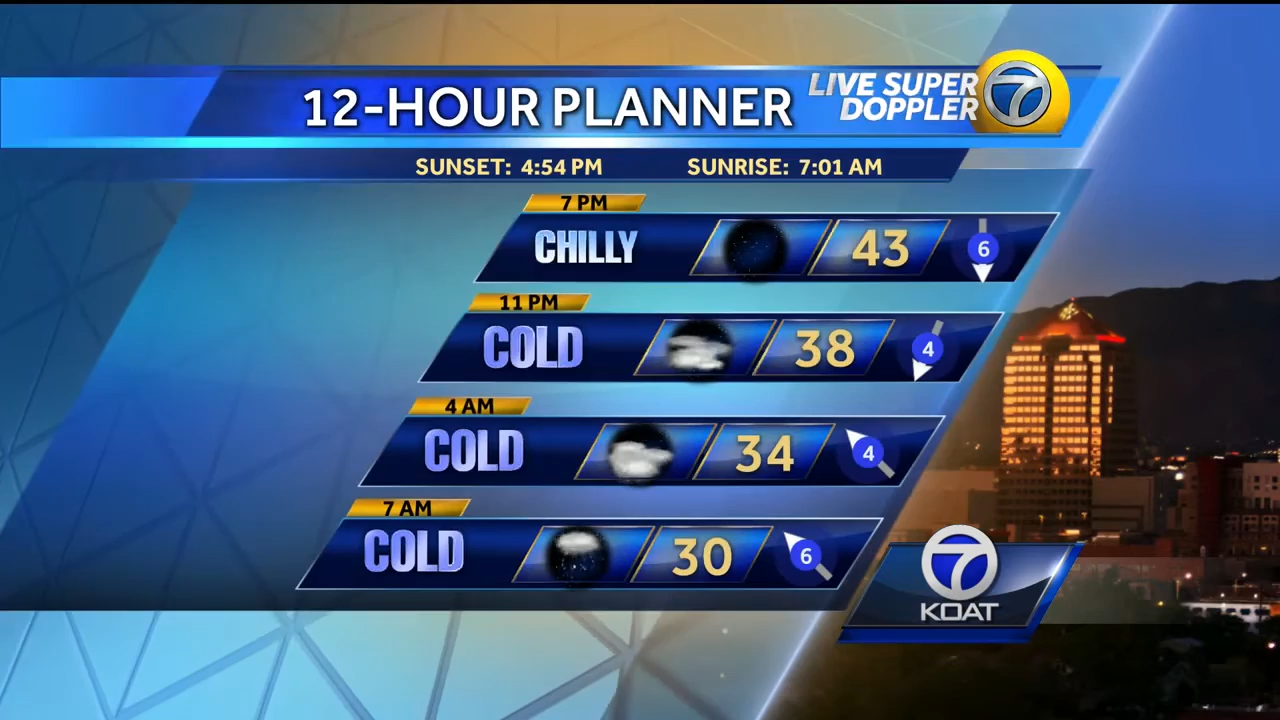 12-HOUR PLANNER
LIVE SUPER
DOPPLER 7
SUNSET: 4:54 PM SUNRISE: 7:01 AM
7 PM
CHILLY 43 6
11 PM
COLD 38 4
4 AM
COLD 34 4
7 AM
COLD 30 6
7
KOAT